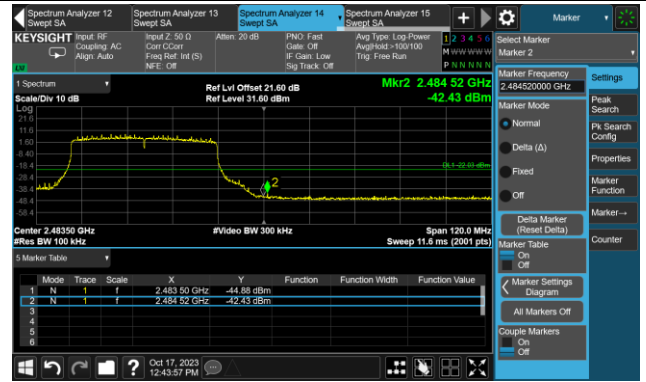 Spectrum Analyzer 12
Swept SA
Spectrum Analyzer 13
Swept SA
Spectrum Analyzer 14
Swept SA
Spectrum Analyzer 15
Swept SA
+
Marker
KEYSIGHT
Input: RF
Coupling: AC
Align: Auto
Input Z: 50 Ω
Corr CCorr
Freq Ref: Int (S)
NFE: Off
Atten: 20 dB
PNO: Fast
Gate: Off
IF Gain: Low
Sig Track: Off
Avg Type: Log-Power
Avg|Hold:>100/100
Trig: Free Run
1 2 3 4 5 6
M W W W W W
P N N N N N
Select Marker
Marker 2
1 Spectrum
Scale/Div 10 dB
Ref Lvl Offset 21.60 dB
Ref Level 31.60 dBm
Mkr2 2.484 52 GHz
-42.43 dBm
Log
21.6
11.6
1.60
-8.40
-18.4
-28.4
-38.4
-48.4
-58.4
DL1 -22.03 dBm
2
Center 2.48350 GHz
#Res BW 100 kHz
#Video BW 300 kHz
Span 120.0 MHz
Sweep 11.6 ms (2001 pts)
5 Marker Table
Mode Trace Scale X Y Function Function Width Function Value
1 N 1 f 2.483 50 GHz -44.88 dBm
2 N 1 f 2.484 52 GHz -42.43 dBm
3
4
5
6
Marker Frequency
2.484520000 GHz
Marker Mode
Normal
Delta (Δ)
Fixed
Off
Delta Marker
(Reset Delta)
Marker Table
On
Off
Marker Settings
Diagram
All Markers Off
Couple Markers
On
Off
Settings
Peak
Search
Pk Search
Config
Properties
Marker
Function
Marker→
Counter
?
Oct 17, 2023
12:43:57 PM